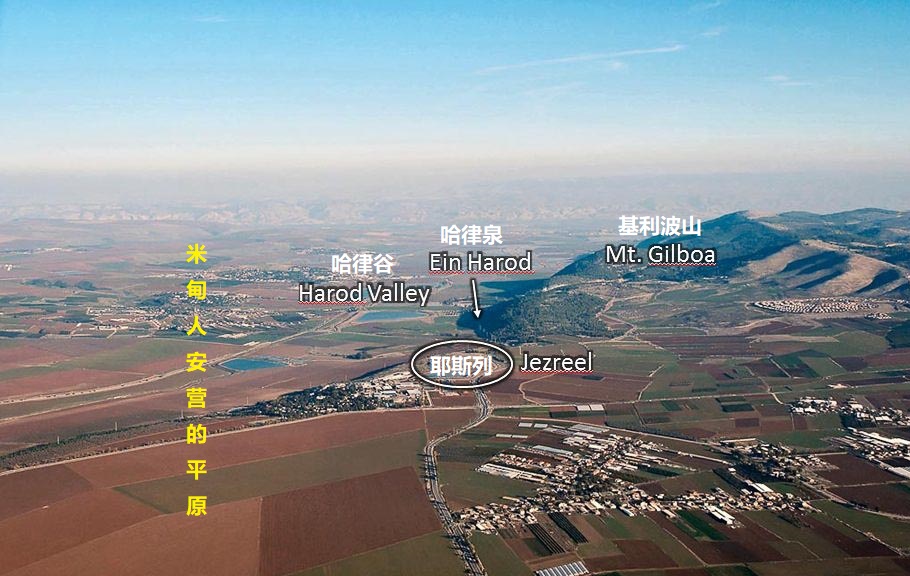 米甸人安营的平原
哈律谷
Harod Valley
哈律泉
Ein Harod
基利波山
Mt. Gilboa
耶斯列
Jezreel